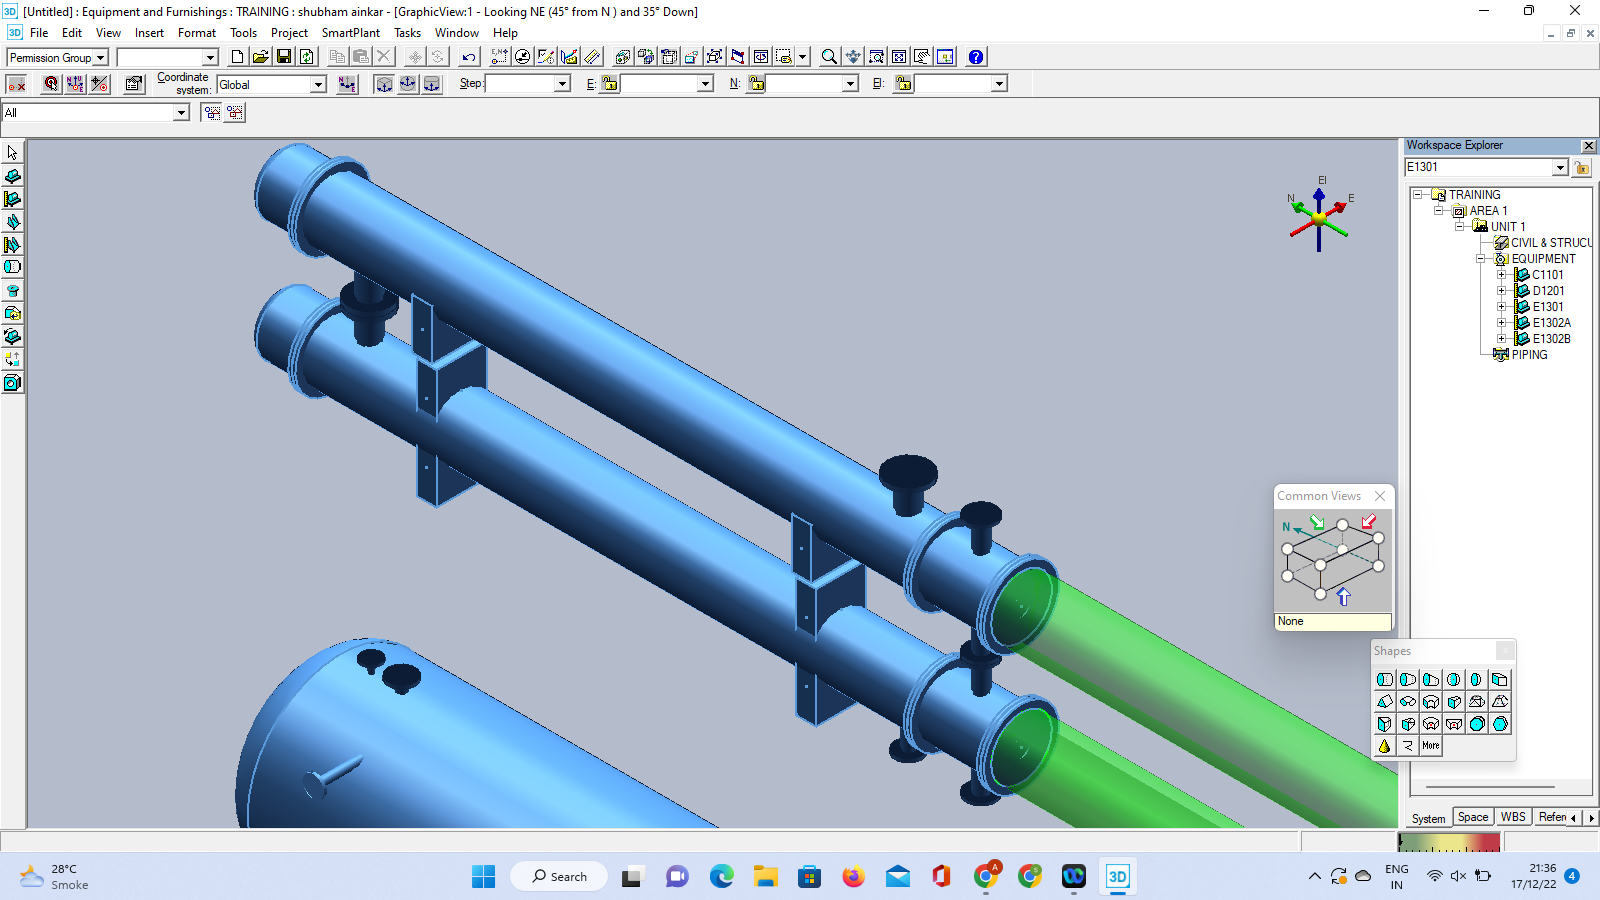 [Untitled] : Equipment and Furnishings : TRAINING : shubham ainkar - [GraphicView:1 - Looking NE (45° from N ) and 35° Down]
File Edit View Insert Format Tools Project SmartPlant Tasks Window Help
Permission Group
Coordinate system: Global
Step: E: N: El:
All
Workspace Explorer
E1301
TRAINING
AREA 1
UNIT 1
CIVIL & STRUCU
EQUIPMENT
C1101
D1201
E1301
E1302A
E1302B
PIPING
El
N
E
Common Views
N
None
Shapes
More
System Space WBS Refere
28°C
Smoke
Search
ENG
IN
21:36
17/12/22
4